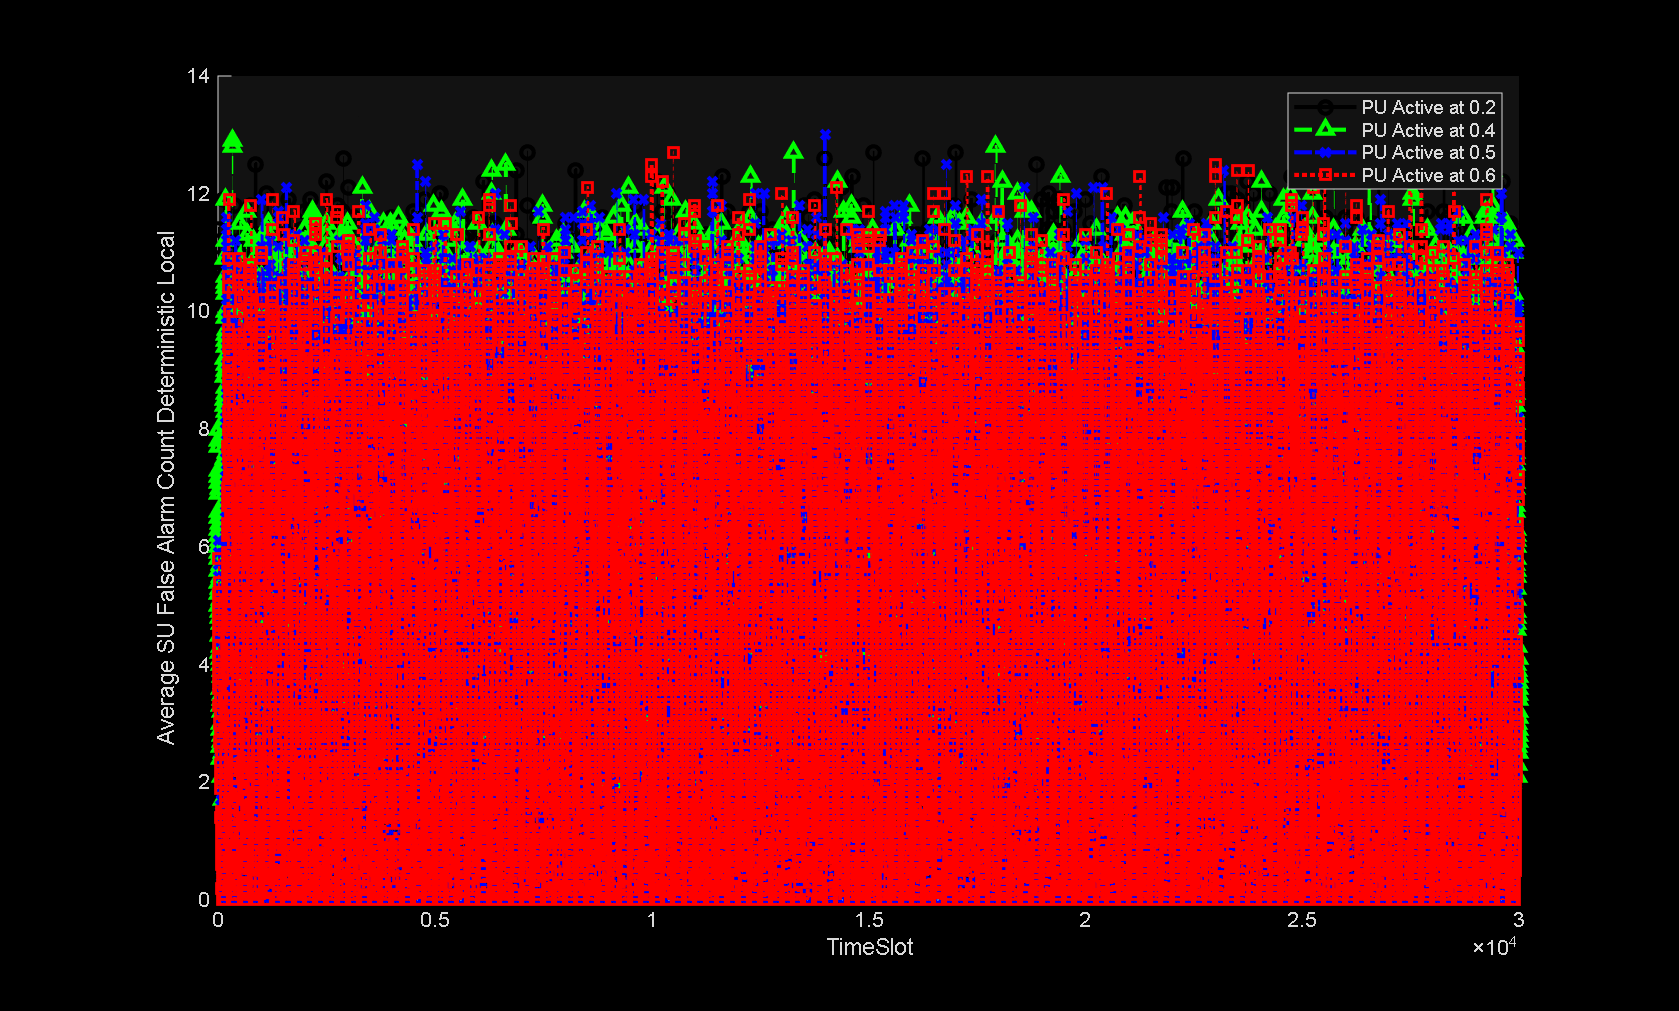 14
12
10
8
6
4
2
0
Average SU False Alarm Count Deterministic Local
PU Active at 0.2
PU Active at 0.4
PU Active at 0.5
PU Active at 0.6
0 0.5 1 1.5 2 2.5 3
TimeSlot
×10⁴